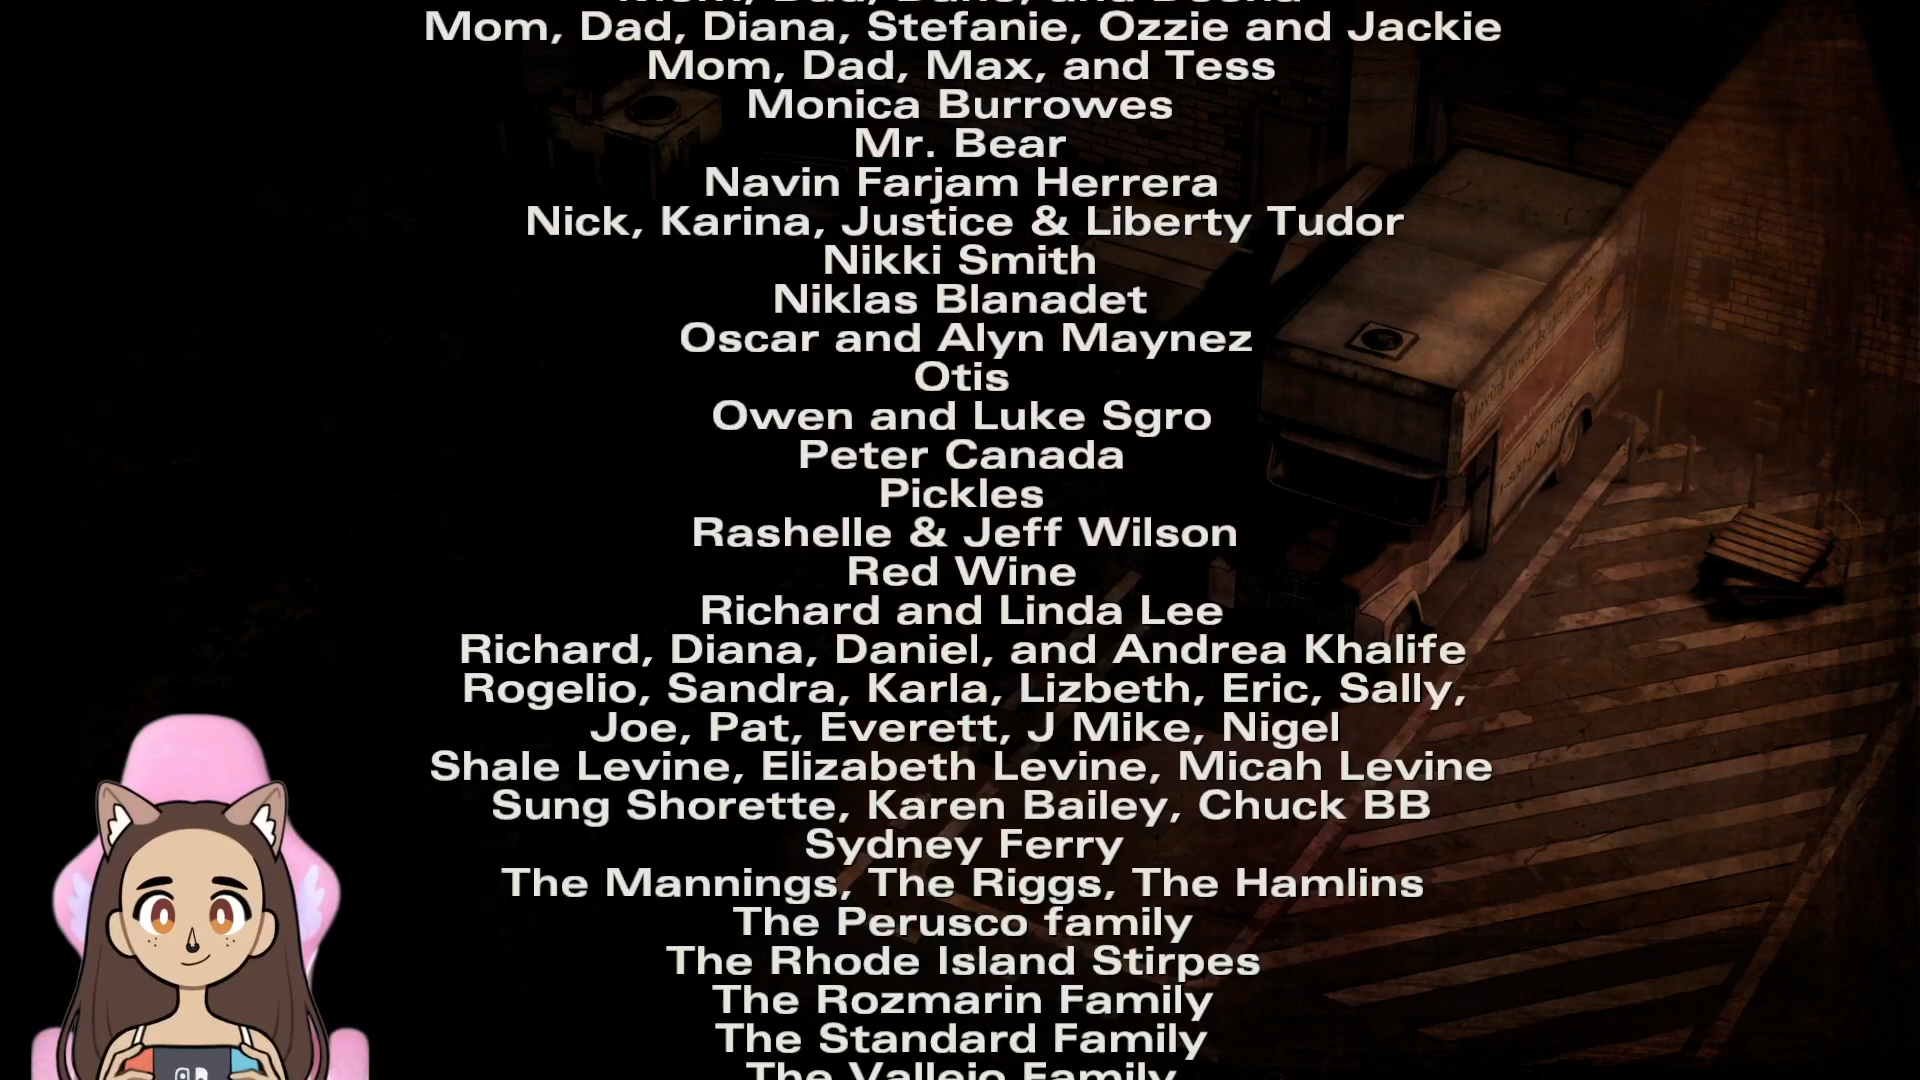 Mom, Dad, Diana, Stefanie, Ozzie and Jackie
Mom, Dad, Max, and Tess
Monica Burrowes
Mr. Bear
Navin Farjam Herrera
Nick, Karina, Justice & Liberty Tudor
Nikki Smith
Niklas Blanadet
Oscar and Alyn Maynez
Otis
Owen and Luke Sgro
Peter Canada
Pickles
Rashelle & Jeff Wilson
Red Wine
Richard and Linda Lee
Richard, Diana, Daniel, and Andrea Khalife
Rogelio, Sandra, Karla, Lizbeth, Eric, Sally,
Joe, Pat, Everett, J Mike, Nigel
Shale Levine, Elizabeth Levine, Micah Levine
Sung Shorette, Karen Bailey, Chuck BB
Sydney Ferry
The Mannings, The Riggs, The Hamlins
The Perusco family
The Rhode Island Stirpes
The Rozmarin Family
The Standard Family
The Vallejo Family